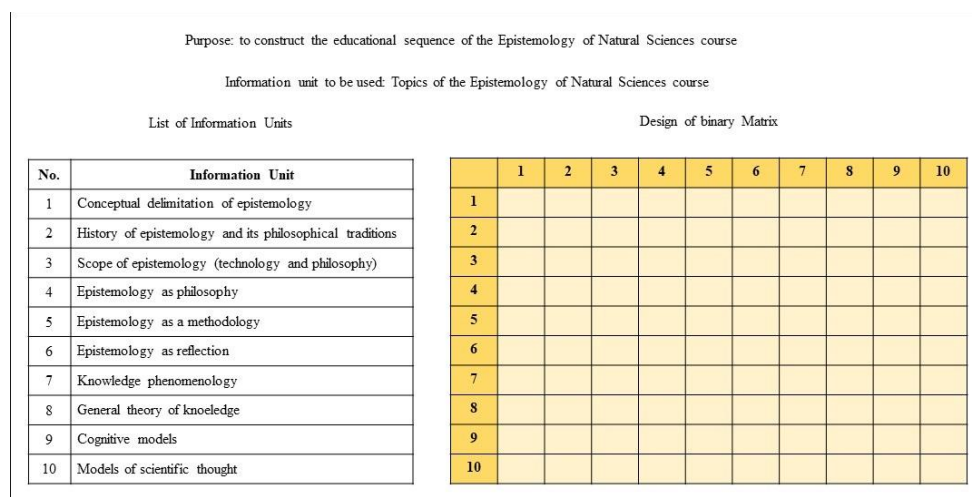 Purpose: to construct the educational sequence of the Epistemology of Natural Sciences course
Information unit to be used: Topics of the Epistemology of Natural Sciences course
List of Information Units
Design of binary Matrix
No. Information Unit
1 Conceptual delimitation of epistemology
2 History of epistemology and its philosophical traditions
3 Scope of epistemology (technology and philosophy)
4 Epistemology as philosophy
5 Epistemology as a methodology
6 Epistemology as reflection
7 Knowledge phenomenology
8 General theory of knoeledge
9 Cognitive models
10 Models of scientific thought
1 2 3 4 5 6 7 8 9 10
1
2
3
4
5
6
7
8
9
10